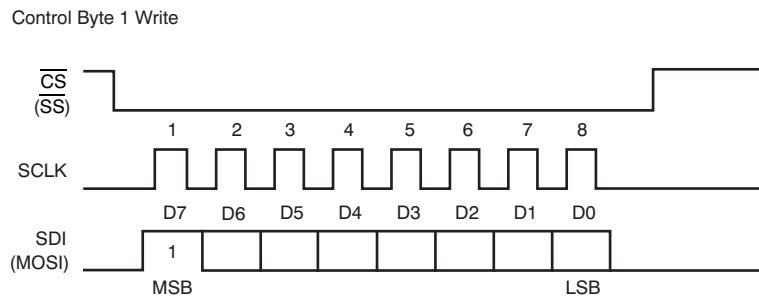 Control Byte 1 Write
CS
(SS)
1 2 3 4 5 6 7 8
SCLK
D7 D6 D5 D4 D3 D2 D1 D0
SDI
(MOSI)
1
MSB LSB